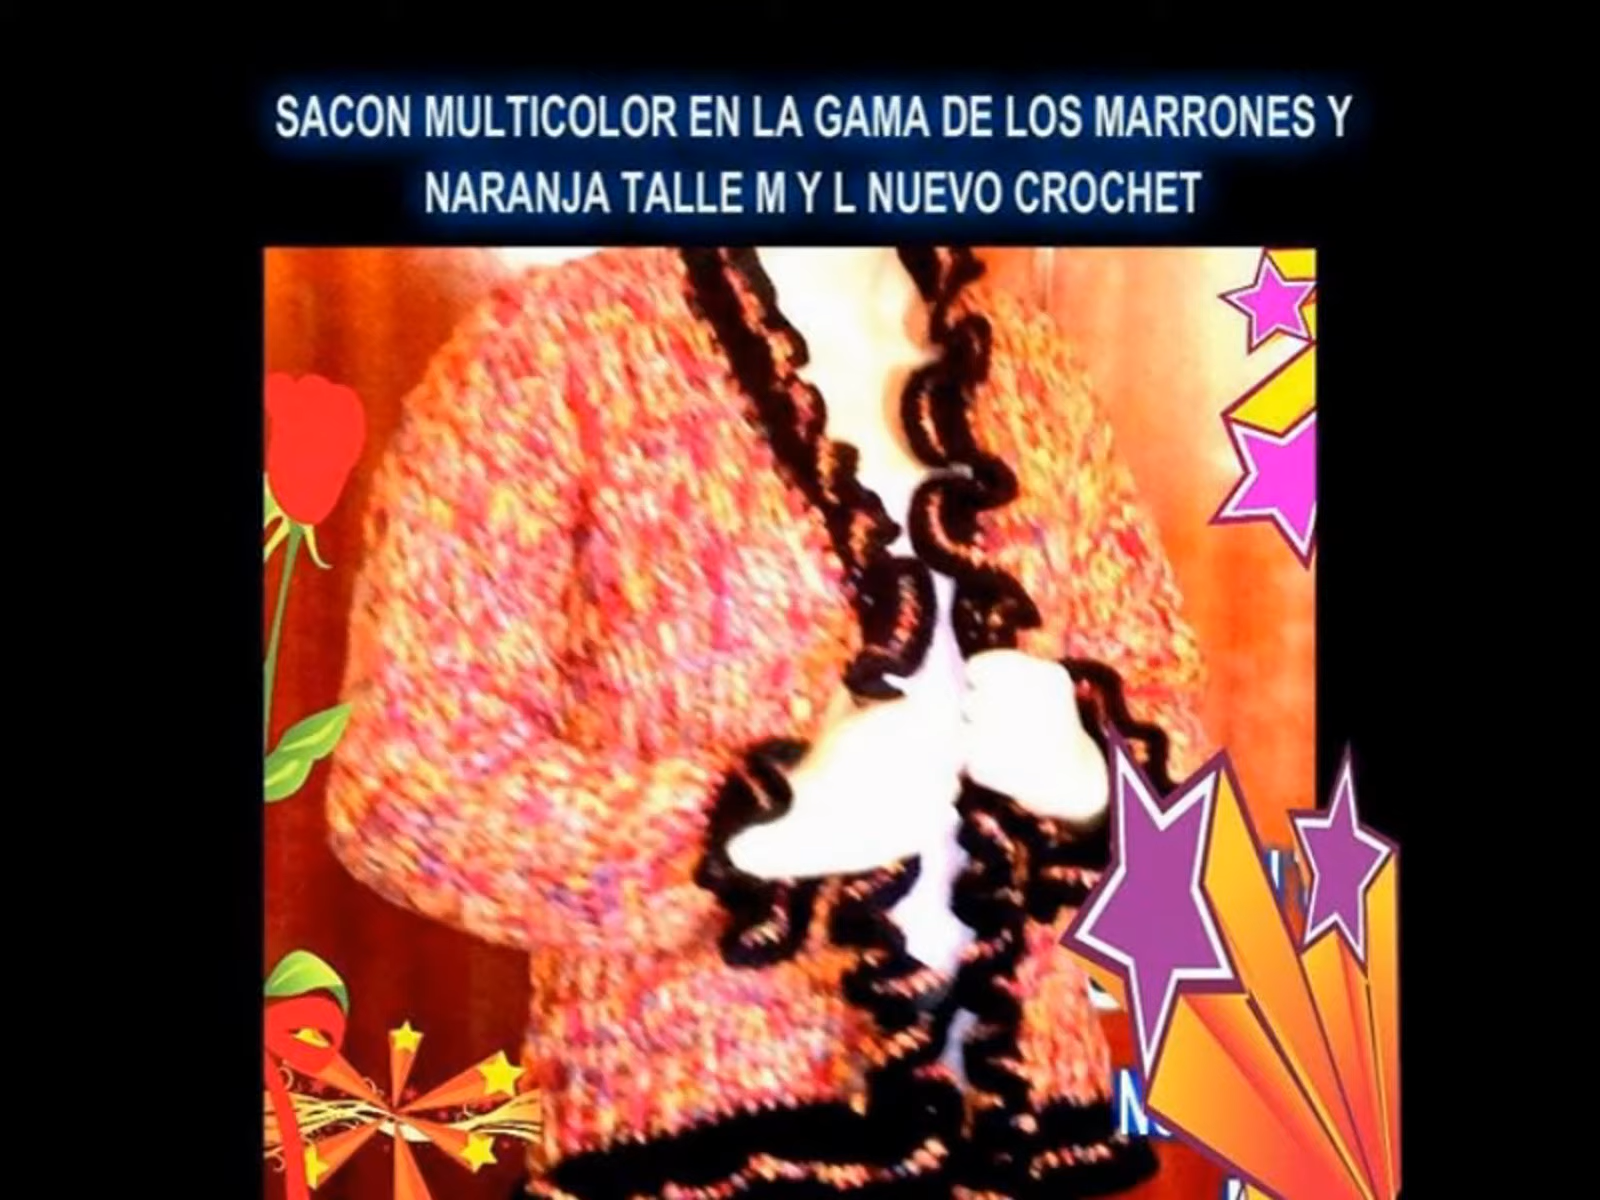 SACON MULTICOLOR EN LA GAMA DE LOS MARRONES Y
NARANJA TALLE M Y L NUEVO CROCHET